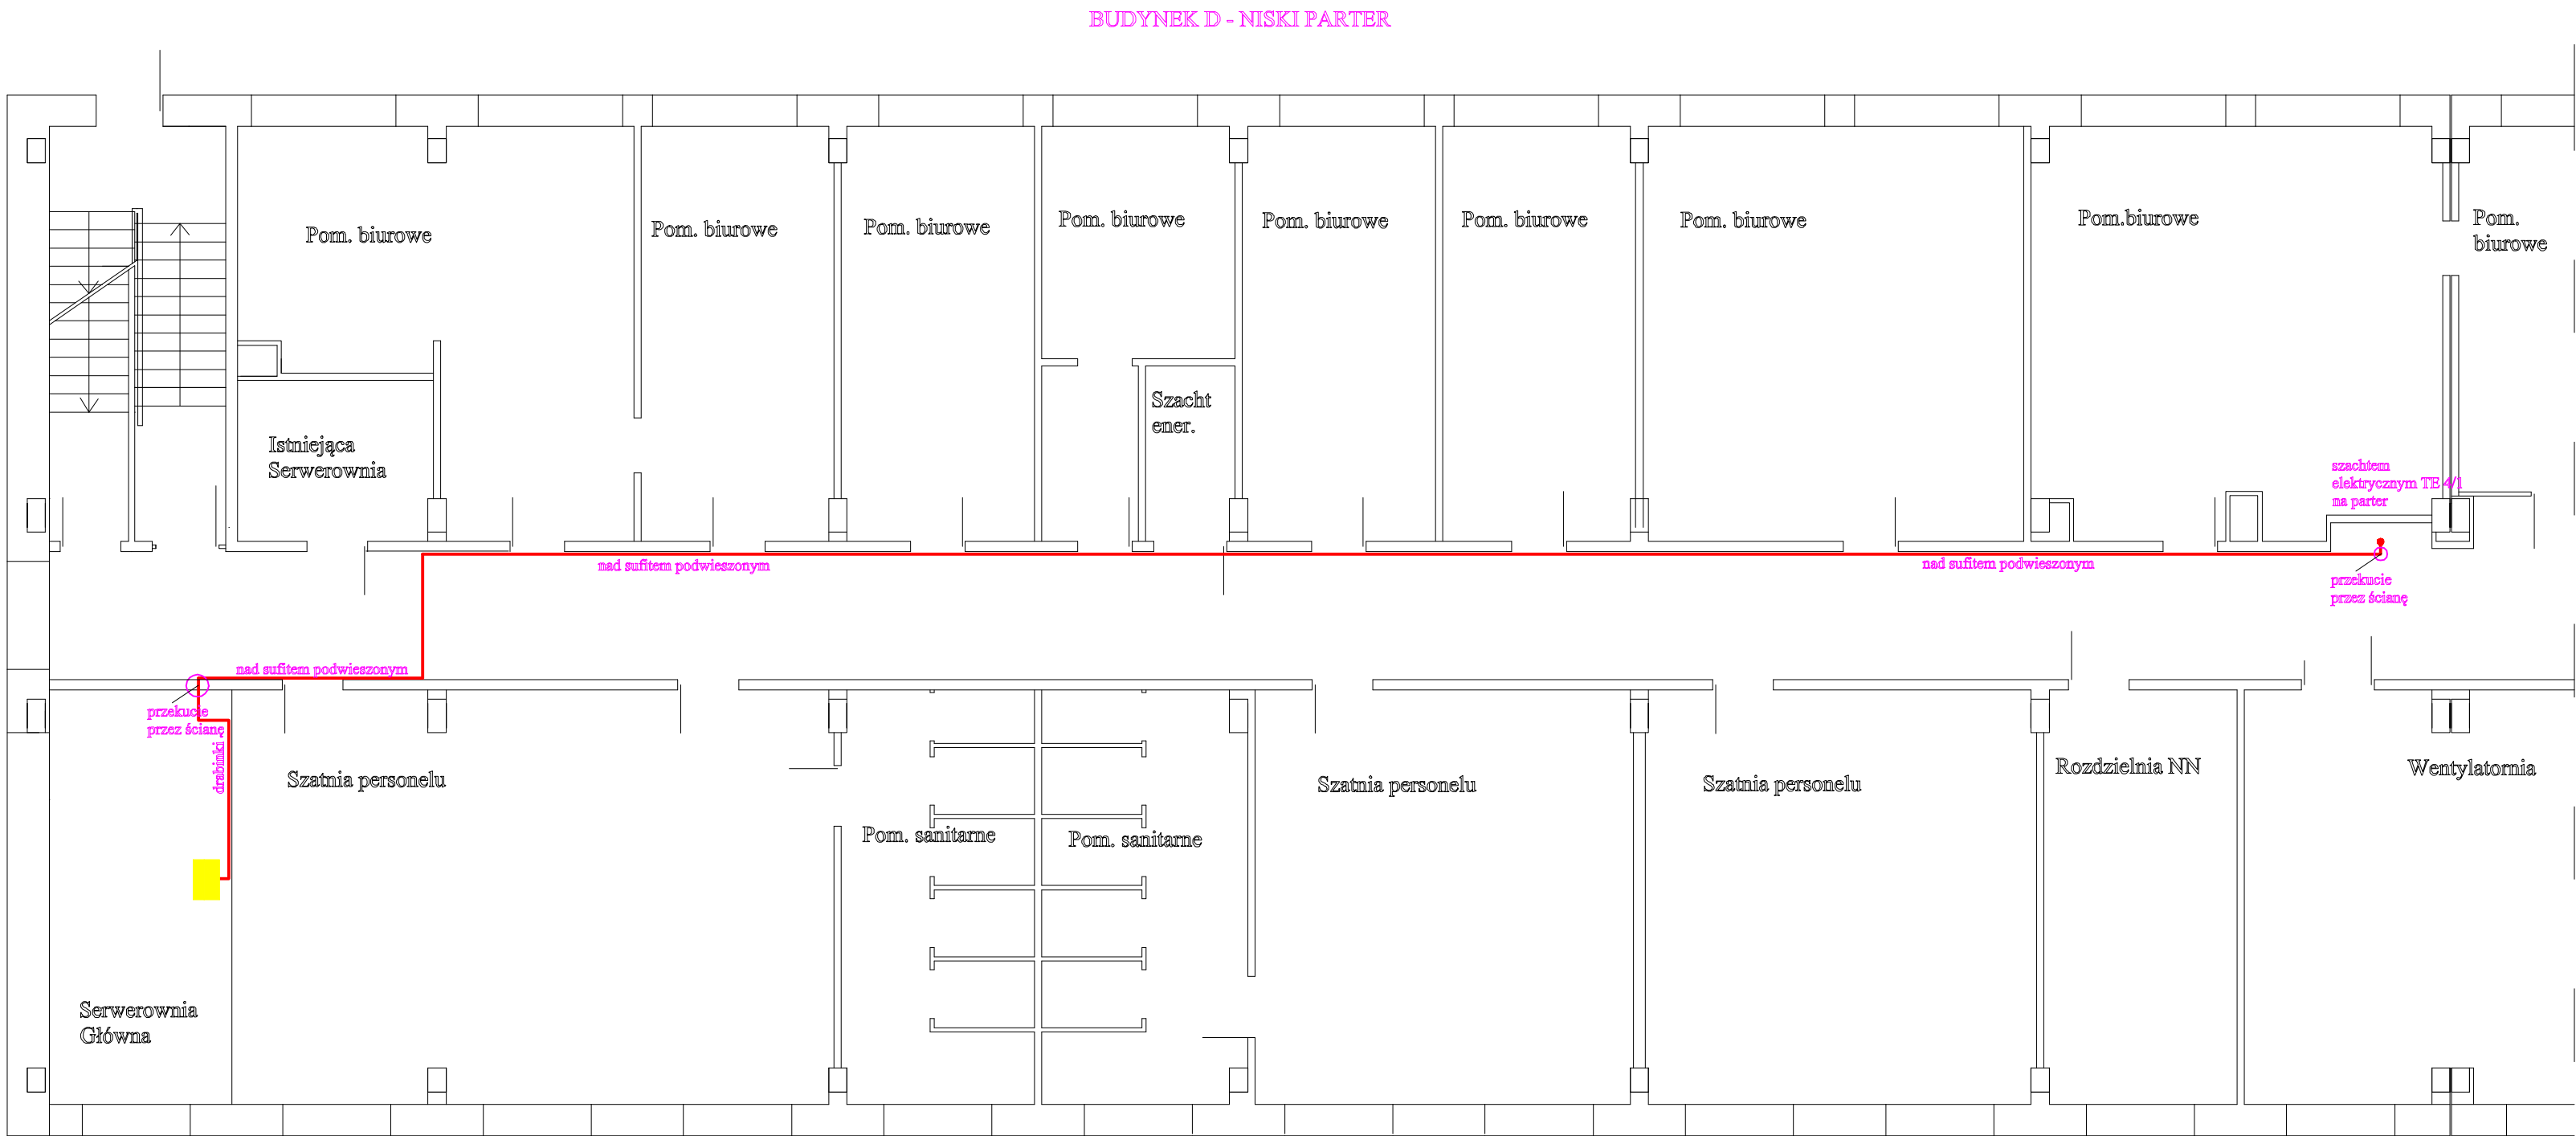 BUDYNEK D - NISKI PARTER
Pom. biurowe
Pom. biurowe
Pom. biurowe
Pom. biurowe
Pom. biurowe
Pom. biurowe
Pom. biurowe
Pom.biurowe
Pom.
biurowe
Istniejąca
Serwerownia
Szacht
ener.
szachtem
elektrycznym TE 4/1
na parter
nad sufitem podwieszonym
nad sufitem podwieszonym
przekucie
przez ścianę
nad sufitem podwieszonym
przekucie
przez ścianę
drabinki
Szatnia personelu
Pom. sanitarne
Pom. sanitarne
Szatnia personelu
Szatnia personelu
Rozdzielnia NN
Wentylatornia
Serwerownia
Główna